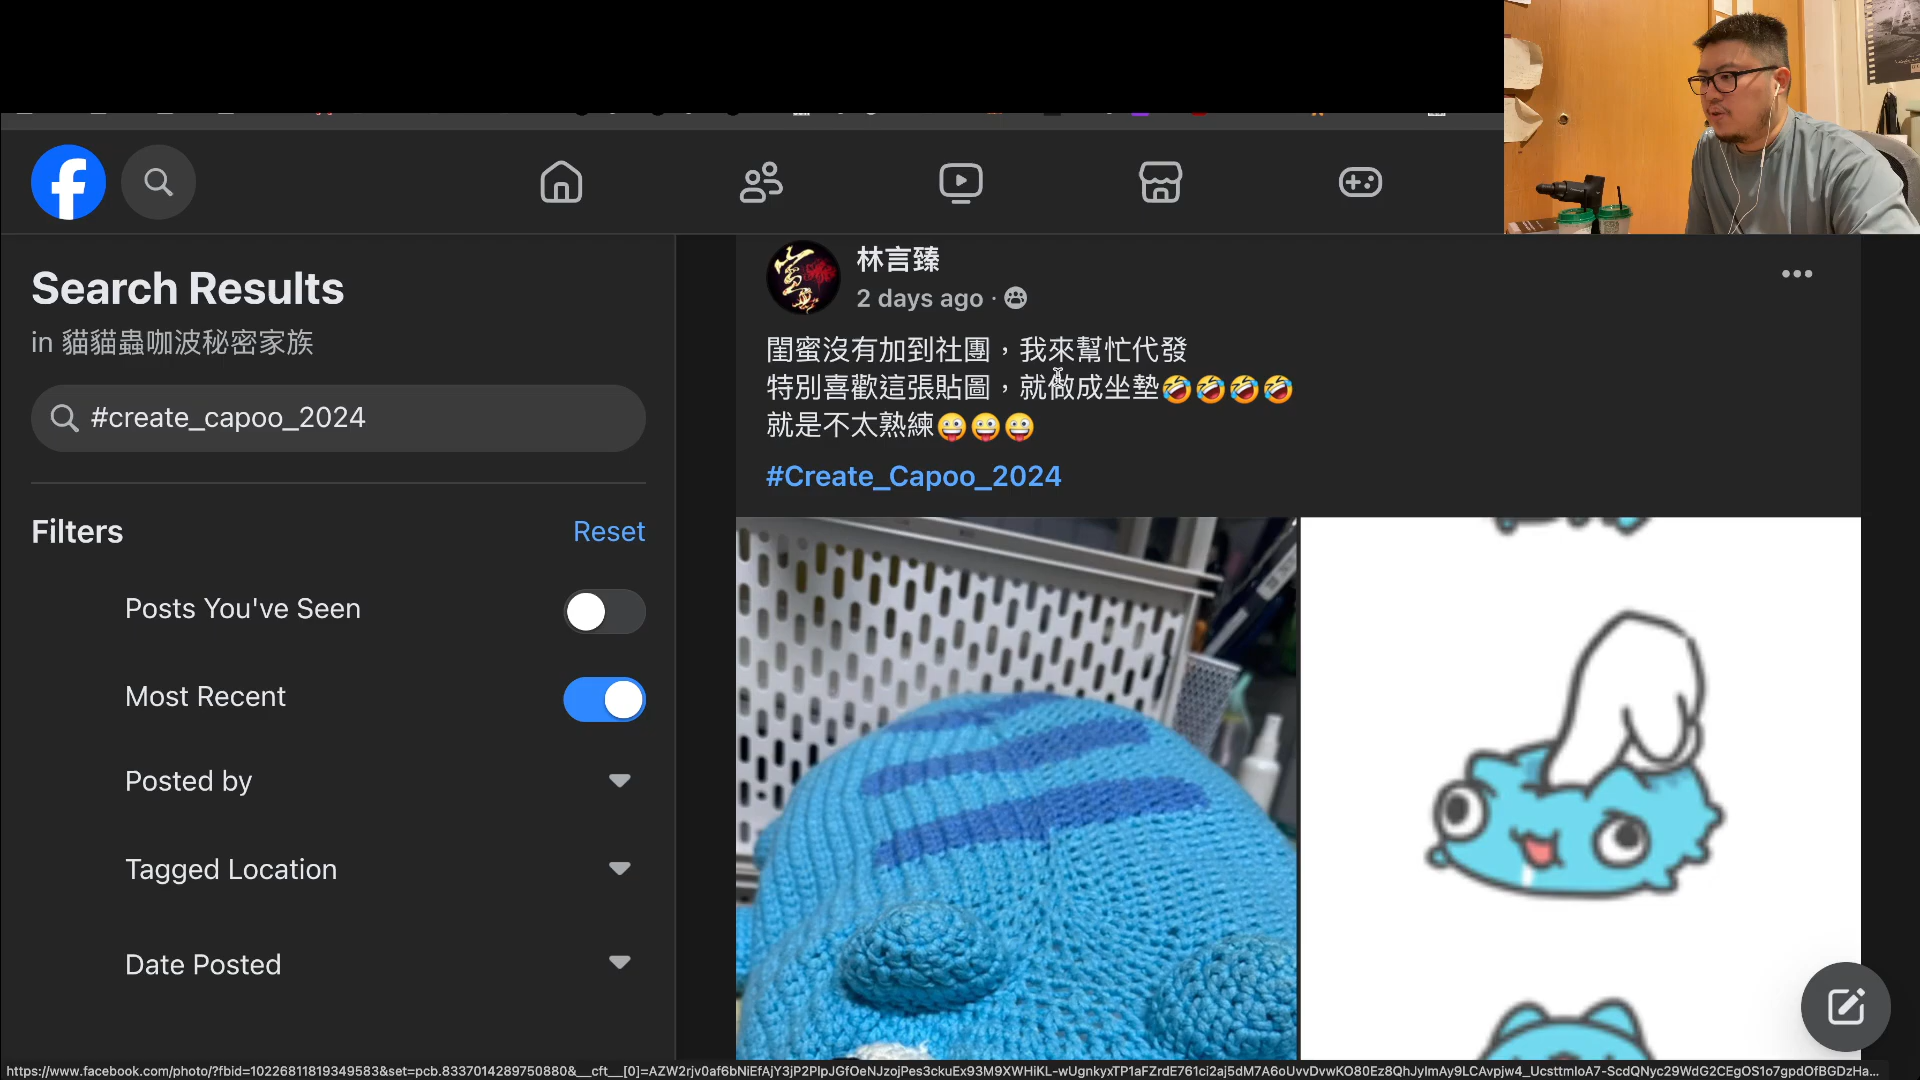 林言臻
2 days ago ·
Search Results
in 貓貓蟲咖波秘密家族
#create_capoo_2024
Filters
Reset
Posts You've Seen
Most Recent
Posted by
Tagged Location
Date Posted
閨蜜沒有加到社團，我來幫忙代發
特別喜歡這張貼圖，就做成坐墊🤣🤣🤣🤣
就是不太熟練🤪🤪🤪
#Create_Capoo_2024